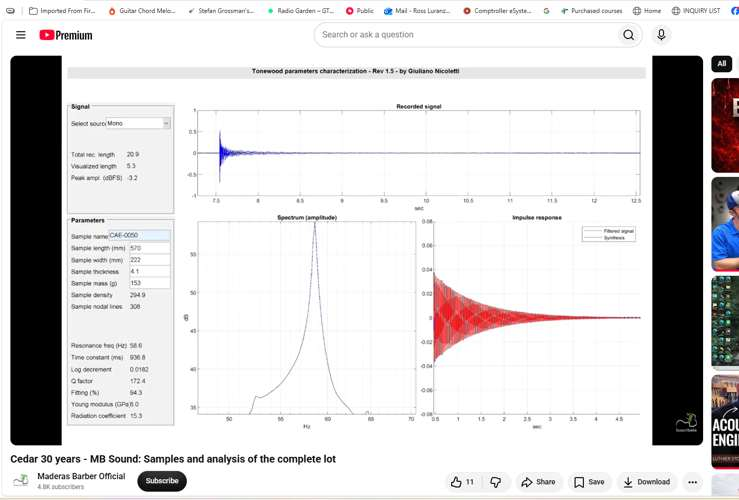 Imported From Fir...
Guitar Chord Melo...
Stefan Grossman's...
Radio Garden – GT...
Public
Mail - Ross Luranz...
Comptroller eSyste...
G
Purchased courses
Home
INQUIRY LIST
Premium
Search or ask a question
All
Tonewood parameters characterization - Rev 1.5 - by Giuliano Nicoletti
Signal
Select sourc Mono
Total rec. length 20.9
Visualized length 5.3
Peak ampl. (dBFS) -3.2
Recorded signal
1
0.5
0
-0.5
-1
7.5 8 8.5 9 9.5 10 10.5 11 11.5 12 12.5
sec
Parameters
Sample name CAE-0050
Sample length (mm) 570
Sample width (mm) 222
Sample thickness 4.1
Sample mass (g) 153
Sample density 294.9
Sample nodal lines 308
Resonance freq (Hz) 58.6
Time constant (ms) 936.8
Log decrement 0.0182
Q factor 172.4
Fitting (%) 94.3
Young modulus (GPa) 6.0
Radiation coefficient 15.3
Spectrum (amplitude)
dB
55
50
45
40
35
50 55 60 65 70
Hz
Impulse response
Filtered signal
Synthesis
0.08
0.06
0.04
0.02
0
-0.02
-0.04
-0.06
-0.08
0.5 1 1.5 2 2.5 3 3.5 4 4.5
sec
Suscríbete
ACOU
ENGINE
Cedar 30 years - MB Sound: Samples and analysis of the complete lot
Maderas Barber Official
4.8K subscribers
Subscribe
11
Share
Save
Download